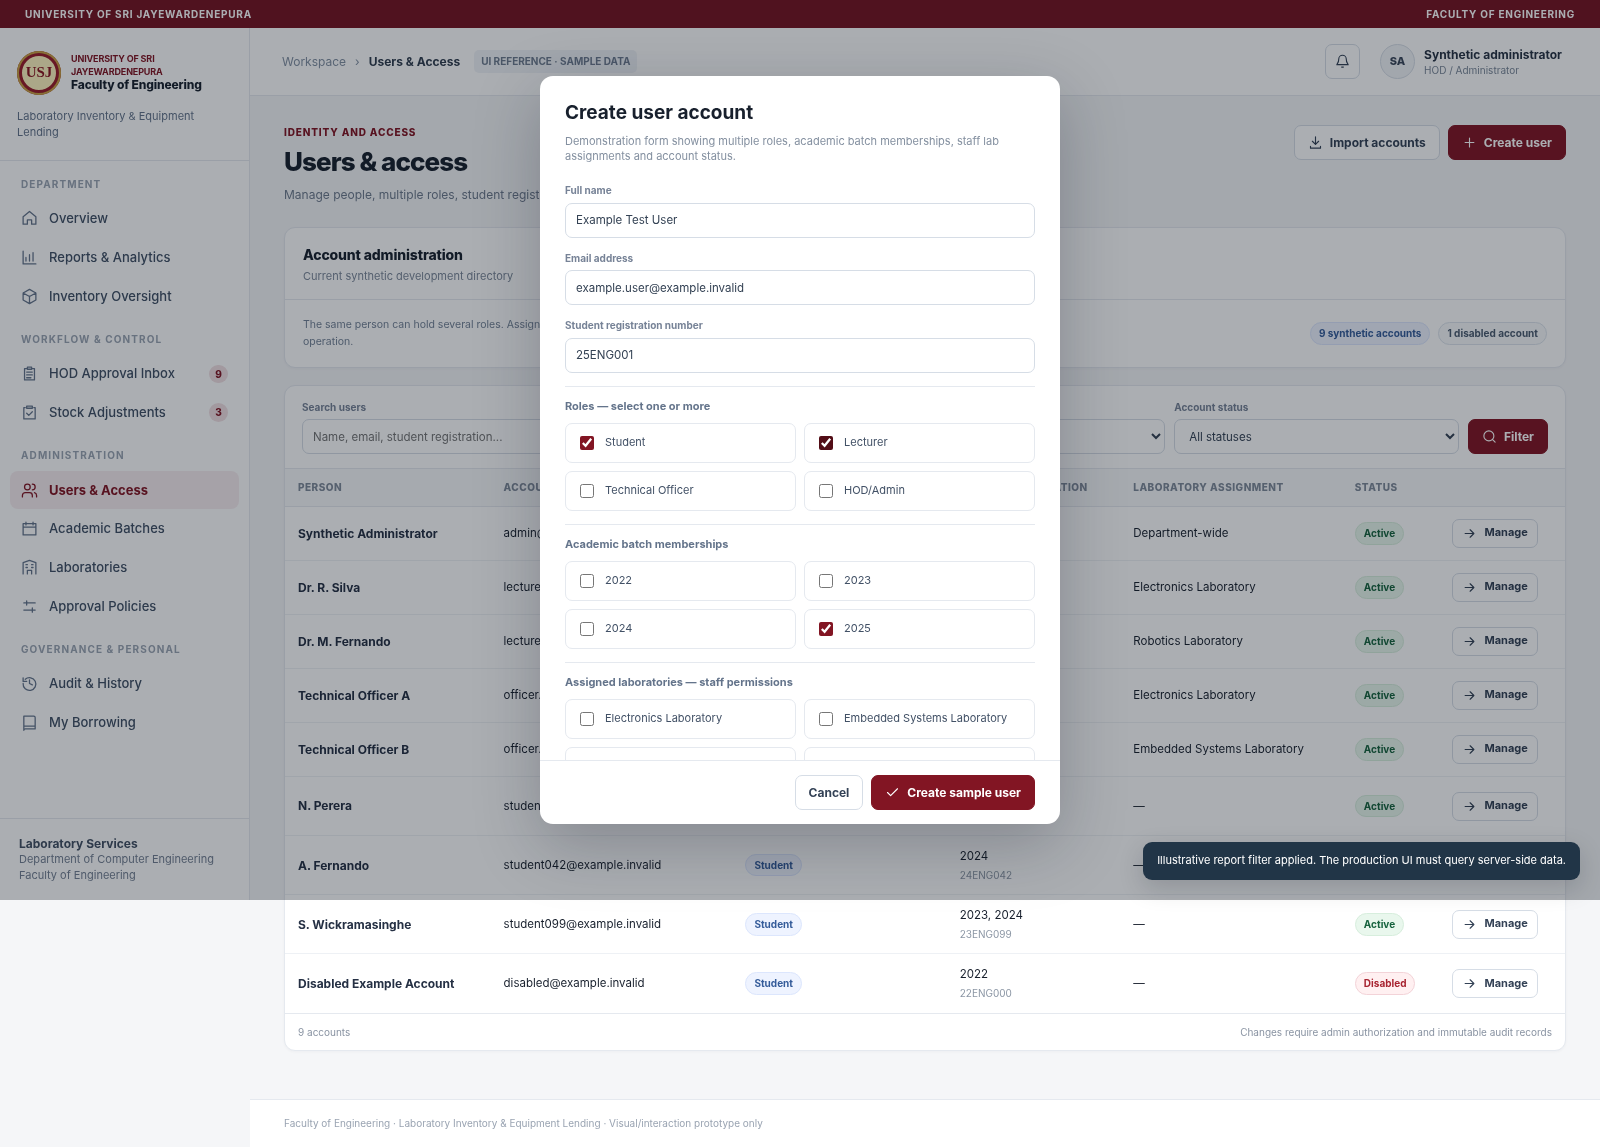 UNIVERSITY OF SRI JAYEWARDENEPURA
FACULTY OF ENGINEERING
USJ
UNIVERSITY OF SRI
JAYEWARDENEPURA
Faculty of Engineering
Laboratory Inventory & Equipment
Lending
DEPARTMENT
Overview
Reports & Analytics
Inventory Oversight
WORKFLOW & CONTROL
HOD Approval Inbox 9
Stock Adjustments 3
ADMINISTRATION
Users & Access
Academic Batches
Laboratories
Approval Policies
GOVERNANCE & PERSONAL
Audit & History
My Borrowing
Laboratory Services
Department of Computer Engineering
Faculty of Engineering
Workspace › Users & Access UI REFERENCE · SAMPLE DATA
SA
Synthetic administrator
HOD / Administrator
IDENTITY AND ACCESS
Users & access
Manage people, multiple roles, student regist
Import accounts
Create user
Account administration
Current synthetic development directory
The same person can hold several roles. Assign
operation.
9 synthetic accounts
1 disabled account
Search users
Name, email, student registration...
Account status
All statuses
Filter
PERSON ACCOU TION LABORATORY ASSIGNMENT STATUS
Synthetic Administrator admin@ Department-wide Active Manage
Dr. R. Silva lecture Electronics Laboratory Active Manage
Dr. M. Fernando lecture Robotics Laboratory Active Manage
Technical Officer A officer. Electronics Laboratory Active Manage
Technical Officer B officer. Embedded Systems Laboratory Active Manage
N. Perera studen — Active Manage
A. Fernando student042@example.invalid Student 2024 —
24ENG042
S. Wickramasinghe student099@example.invalid Student 2023, 2024 — Active Manage
23ENG099
Disabled Example Account disabled@example.invalid Student 2022 — Disabled Manage
22ENG000
9 accounts
Changes require admin authorization and immutable audit records
Faculty of Engineering · Laboratory Inventory & Equipment Lending · Visual/interaction prototype only
Create user account
Demonstration form showing multiple roles, academic batch memberships, staff lab
assignments and account status.
Full name
Example Test User
Email address
example.user@example.invalid
Student registration number
25ENG001
Roles — select one or more
Student
Lecturer
Technical Officer
HOD/Admin
Academic batch memberships
2022
2023
2024
2025
Assigned laboratories — staff permissions
Electronics Laboratory
Embedded Systems Laboratory
Cancel
Create sample user
Illustrative report filter applied. The production UI must query server-side data.